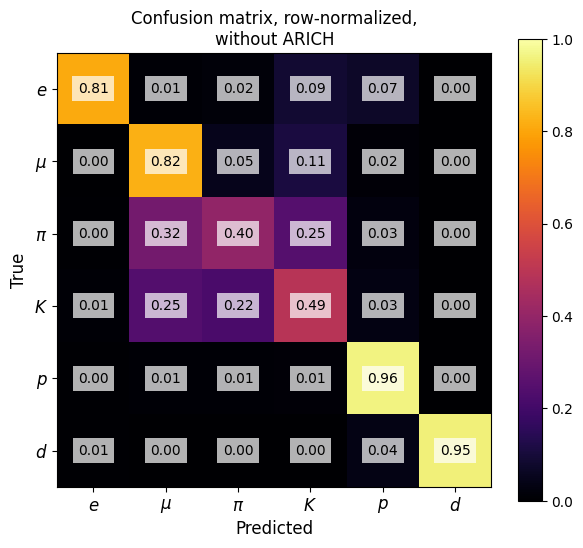 Confusion matrix, row-normalized,
without ARICH
True
e 0.81 0.01 0.02 0.09 0.07 0.00
μ 0.00 0.82 0.05 0.11 0.02 0.00
π 0.00 0.32 0.40 0.25 0.03 0.00
K 0.01 0.25 0.22 0.49 0.03 0.00
p 0.00 0.01 0.01 0.01 0.96 0.00
d 0.01 0.00 0.00 0.00 0.04 0.95
e μ π K p d
Predicted
1.0
0.8
0.6
0.4
0.2
0.0